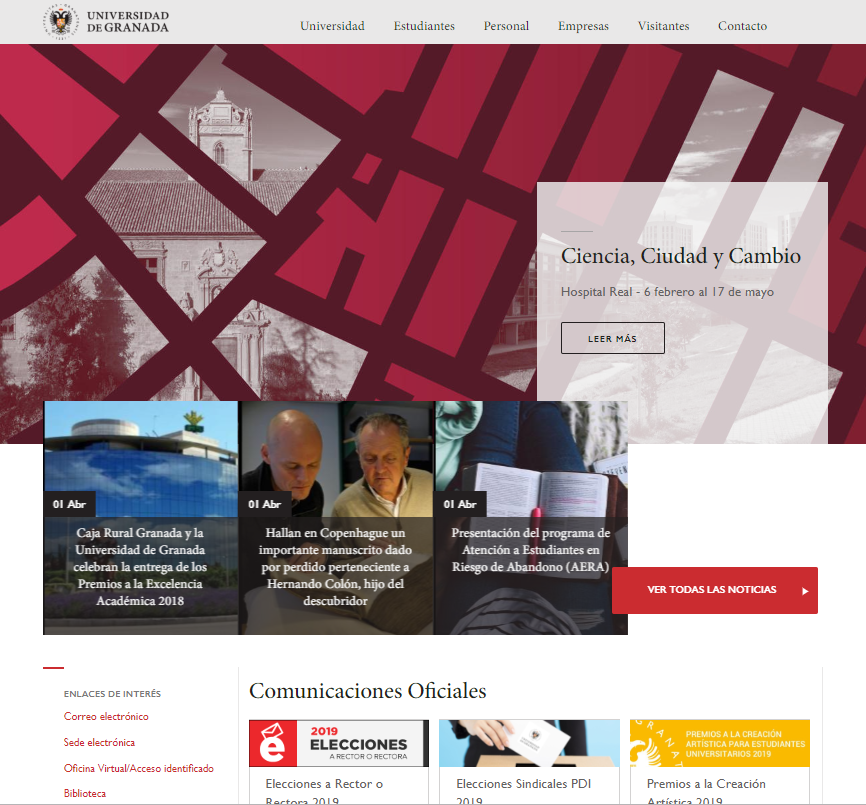 UNIVERSIDAD
DE GRANADA
Universidad Estudiantes Personal Empresas Visitantes Contacto
Ciencia, Ciudad y Cambio
Hospital Real - 6 febrero al 17 de mayo
LEER MÁS
01 Abr
Caja Rural Granada y la
Universidad de Granada
celebran la entrega de los
Premios a la Excelencia
Académica 2018
01 Abr
Hallan en Copenhague un
importante manuscrito dado
por perdido perteneciente a
Hernando Colón, hijo del
descubridor
01 Abr
Presentación del programa de
Atención a Estudiantes en
Riesgo de Abandono (AERA)
VER TODAS LAS NOTICIAS
ENLACES DE INTERÉS
Correo electrónico
Sede electrónica
Oficina Virtual/Acceso identificado
Biblioteca
Comunicaciones Oficiales
2019
ELECCIONES
A RECTOR O RECTORA
Elecciones a Rector o
Rectora 2019
Elecciones Sindicales PDI
2019
GRANAT
PREMIOS A LA CREACIÓN
ARTÍSTICA PARA ESTUDIANTES
UNIVERSITARIOS 2019
Premios a la Creación
Artística 2019